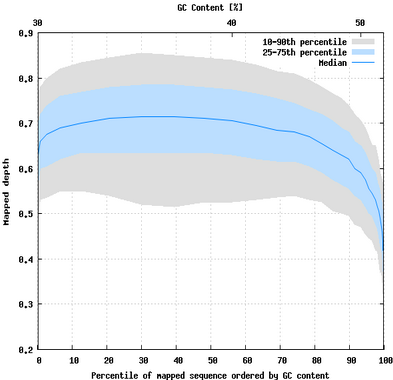 GC Content [%]
30 40 50
0.9
10-90th percentile
25-75th percentile
Median
0.8
0.7
0.6
0.5
0.4
0.3
0.2
Mapped depth
0 10 20 30 40 50 60 70 80 90 100
Percentile of mapped sequence ordered by GC content